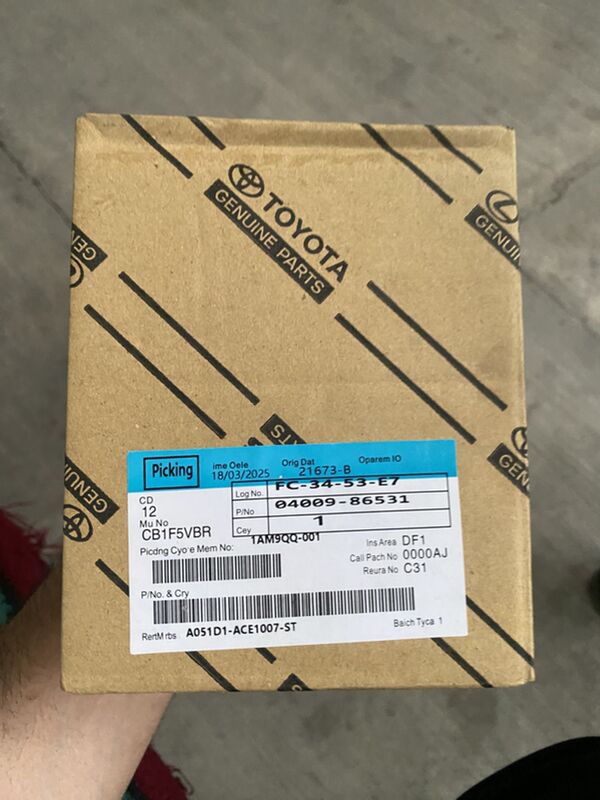 TOYOTA
GENUINE PARTS
GENUIN
GENUINE
Picking
ime Oele
18/03/2025
Orig Dat
21673-B
Oparem IO
CD
12
Mu No
CB1F5VBR
Log No.
FC-34-53-E7
P/No
04009-86531
Cey
1
Picdng Cyo·e Mem No:
1AM9QQ-001
Ins Area DF1
Call Pach No 0000AJ
Reura No C31
P/No. & Cry
RertM rbs
A051D1-ACE1007-ST
Baich Tyca 1